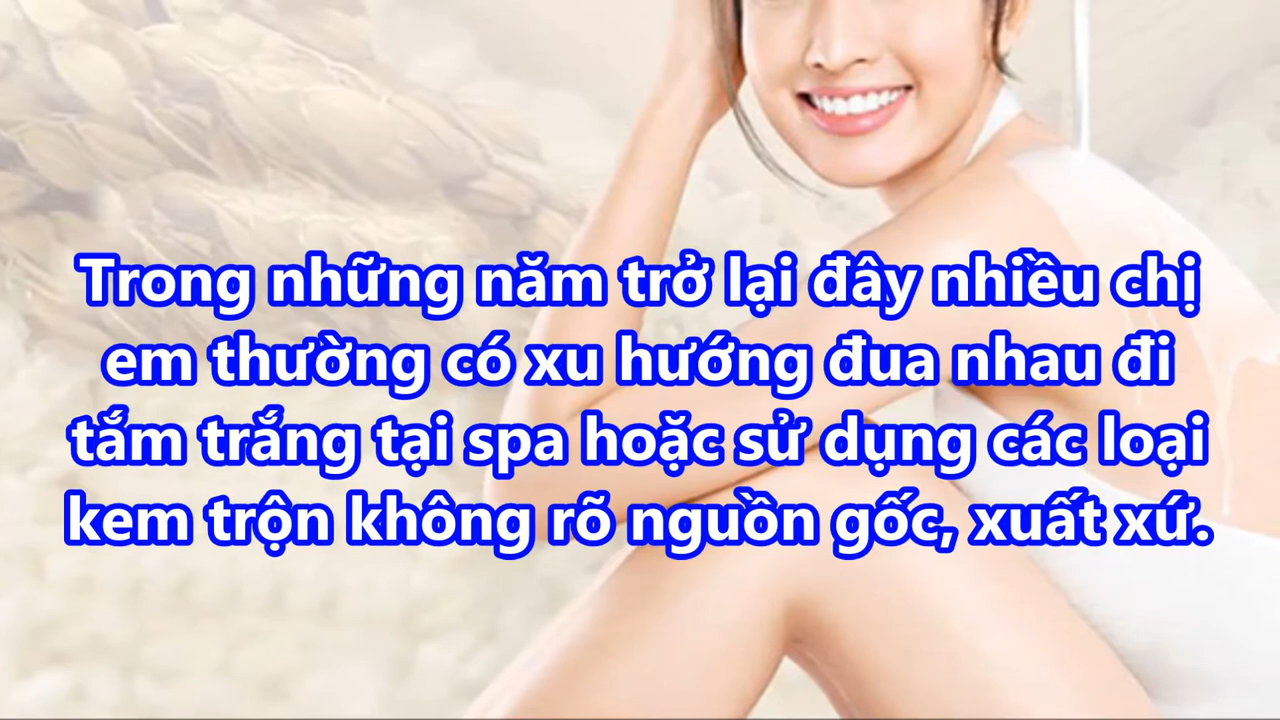 Trong những năm trở lại đây nhiều chị
em thường có xu hướng đua nhau đi
tắm trắng tại spa hoặc sử dụng các loại
kem trộn không rõ nguồn gốc, xuất xứ.